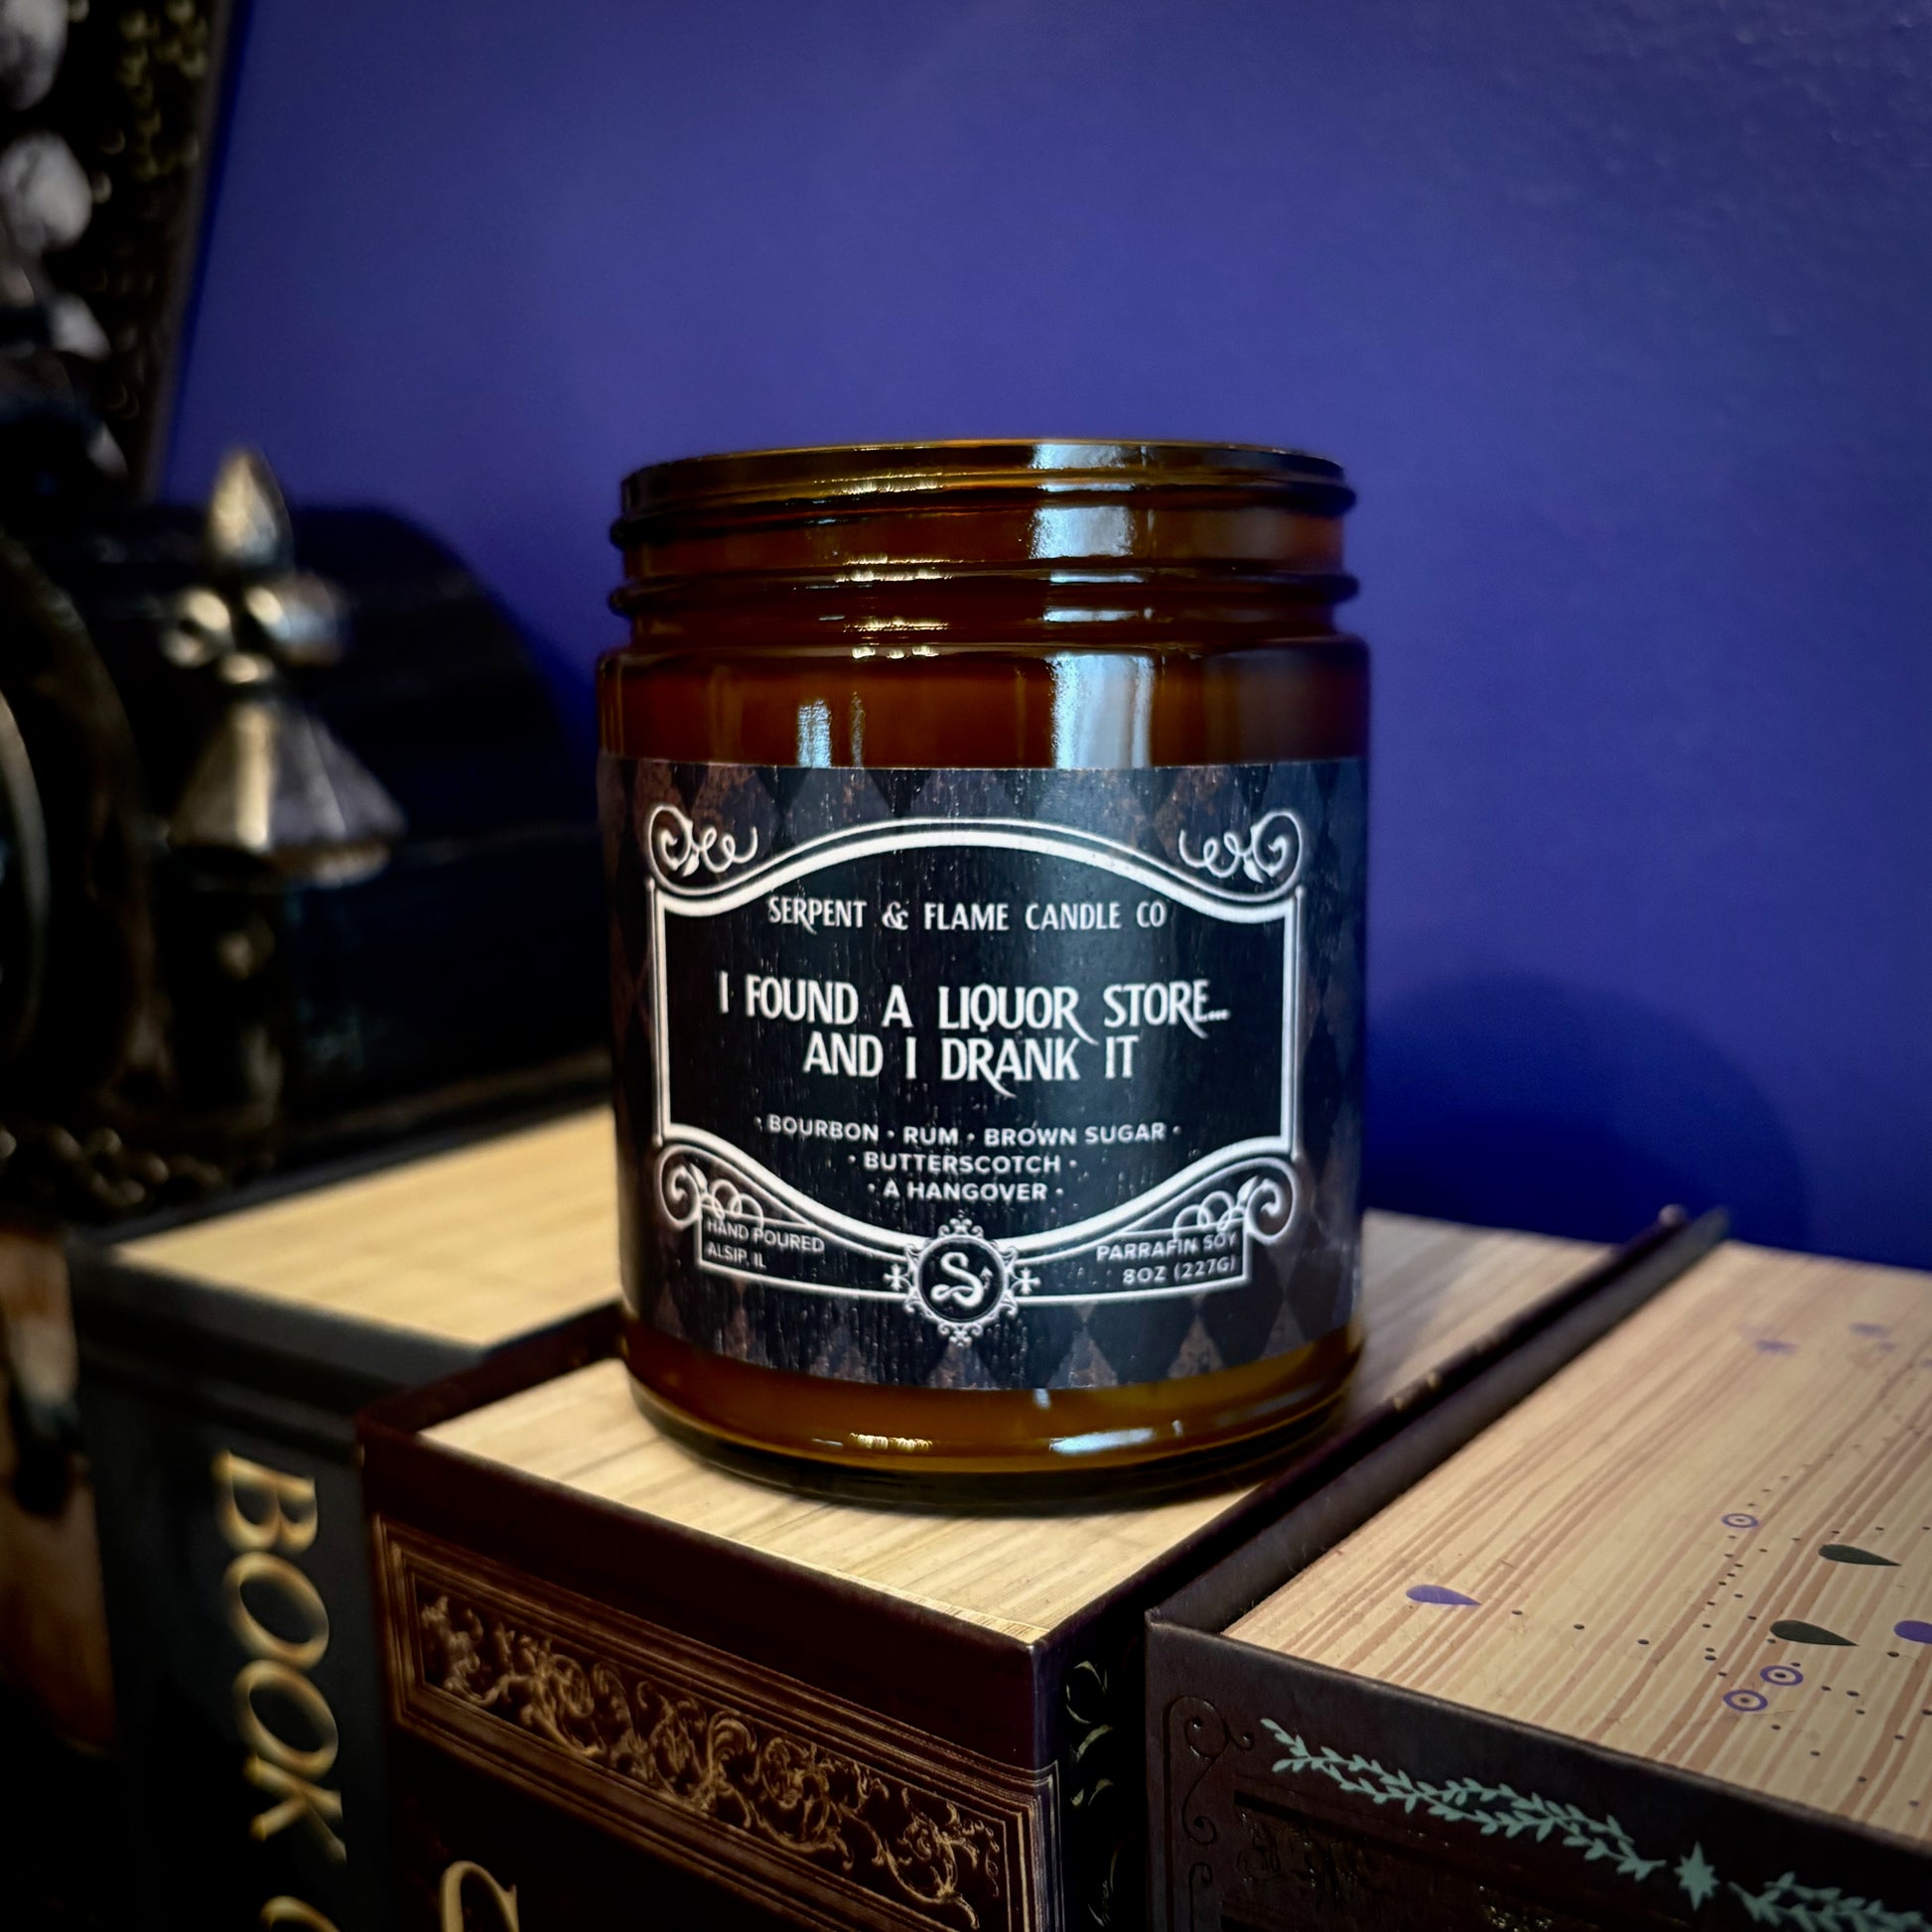 SERPENT & FLAME CANDLE CO
I FOUND A LIQUOR STORE...
AND I DRANK IT
· BOURBON · RUM · BROWN SUGAR ·
· BUTTERSCOTCH ·
· A HANGOVER ·
HAND POURED
ALSIP, IL
PARRAFIN SOY
8OZ (227G)
S
BOOK